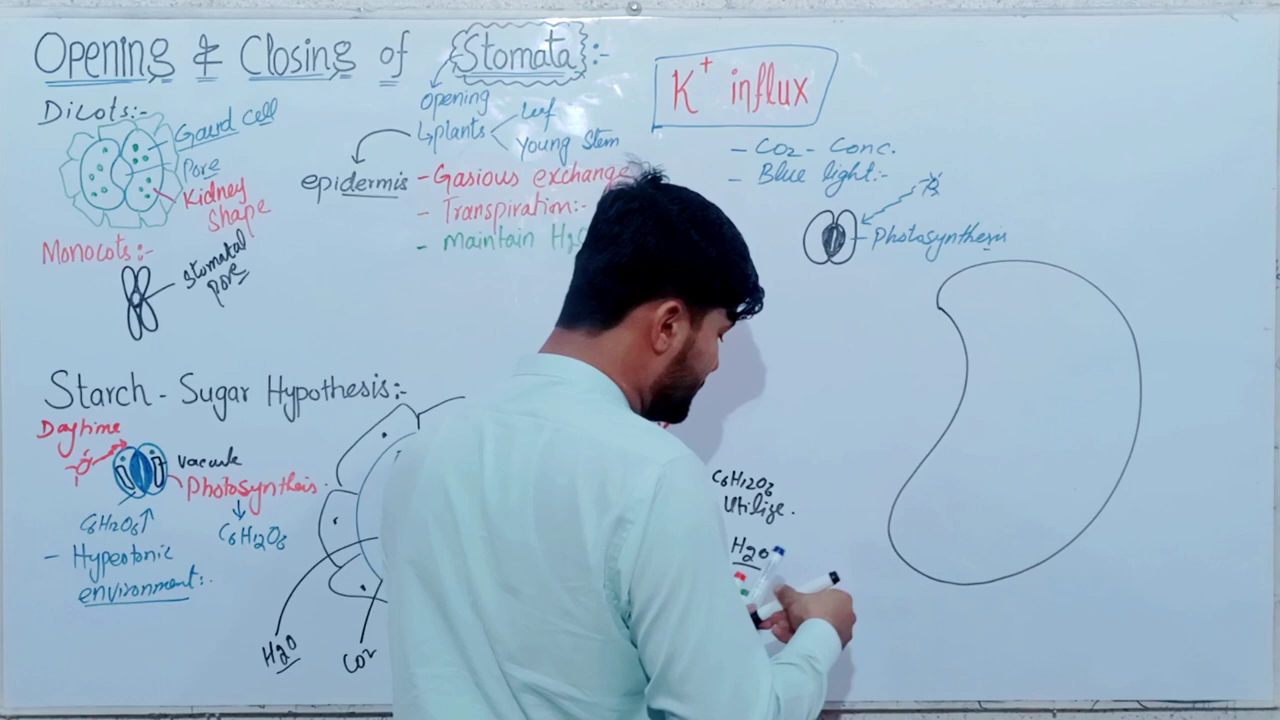 Opening & Closing of Stomata:-
Dicots:-
Gaurd cell
Pore
Kidney
Shape
Monocots:-
Stomatal
pore
opening
plants
leaf
young Stem
epidermis
- Gasious exchange
- Transpiration:-
- Maintain H2O
K+ influx
- CO2 - Conc.
- Blue light:-
Photosynthesis
Starch - Sugar Hypothesis:-
Daytime
Vacuole
Photosynthesis.
C6H12O6
C6H12O6
- Hypeotonic
environment:-
H2O
CO2
C6H12O6
Utilize.
H2O